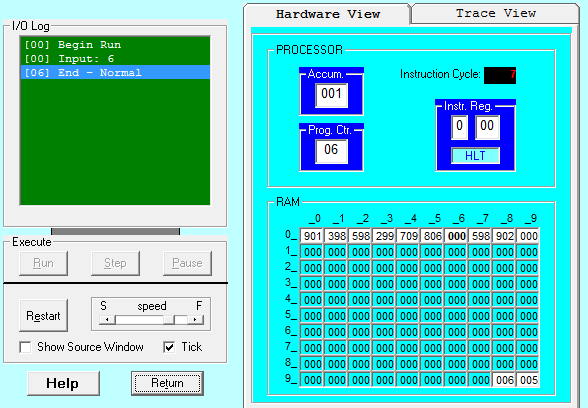 Hardware View
Trace View
I/O Log
[00] Begin Run
[00] Input: 6
[06] End - Normal
PROCESSOR
Accum.
001
Instruction Cycle: 7
Prog. Ctr.
06
Instr. Reg.
0 00
HLT
Execute
Run Step Pause
Restart
S speed F
Show Source Window Tick
Help Return
RAM
_0 _1 _2 _3 _4 _5 _6 _7 _8 _9
0_ 901 398 598 299 709 806 000 598 902 000
1_ 000 000 000 000 000 000 000 000 000 000
2_ 000 000 000 000 000 000 000 000 000 000
3_ 000 000 000 000 000 000 000 000 000 000
4_ 000 000 000 000 000 000 000 000 000 000
5_ 000 000 000 000 000 000 000 000 000 000
6_ 000 000 000 000 000 000 000 000 000 000
7_ 000 000 000 000 000 000 000 000 000 000
8_ 000 000 000 000 000 000 000 000 000 000
9_ 000 000 000 000 000 000 000 000 006 005